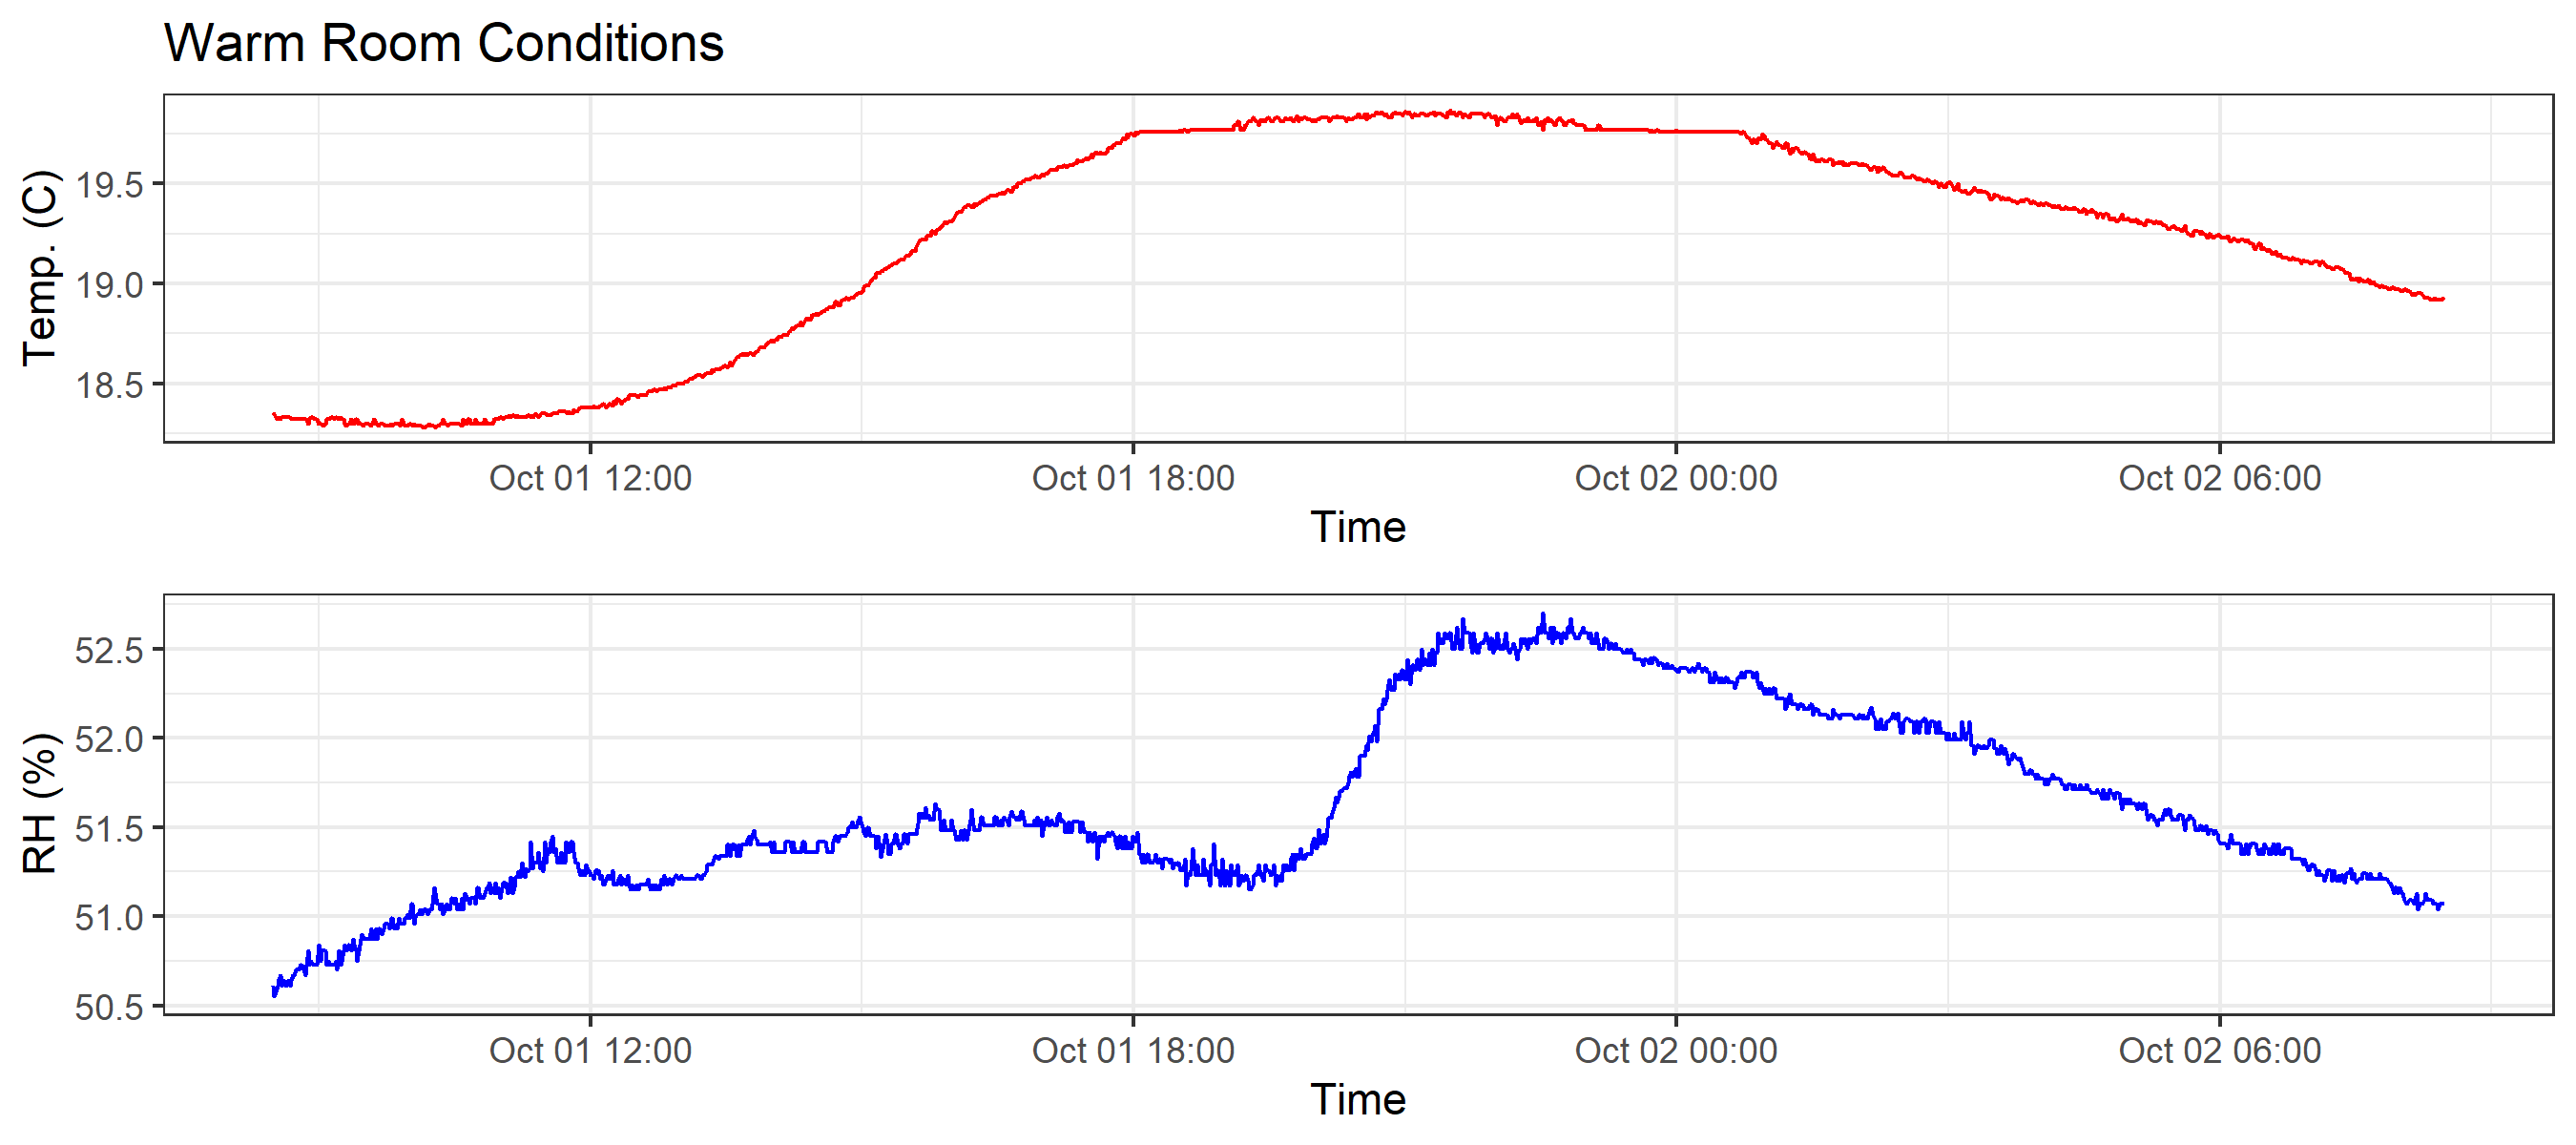 Warm Room Conditions
Temp. (C)
19.5
19.0
18.5
Oct 01 12:00 Oct 01 18:00 Oct 02 00:00 Oct 02 06:00
Time
RH (%)
52.5
52.0
51.5
51.0
50.5
Oct 01 12:00 Oct 01 18:00 Oct 02 00:00 Oct 02 06:00
Time